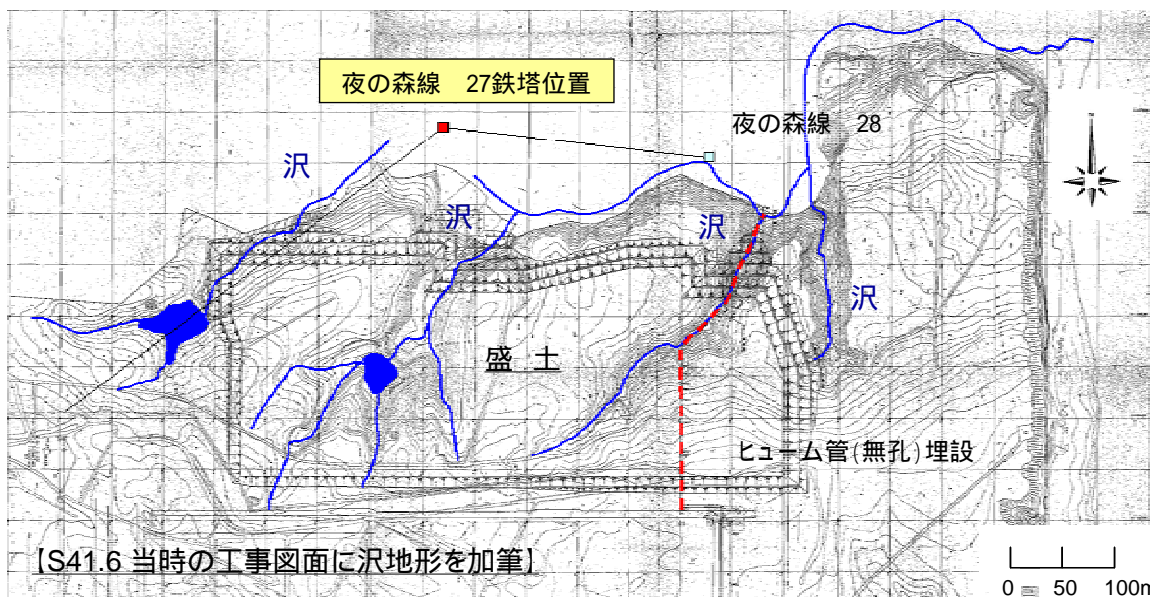 夜の森線 27鉄塔位置
夜の森線 28
沢
沢
沢
沢
盛 土
ヒューム管(無孔)埋設
【S41.6 当時の工事図面に沢地形を加筆】
0 50 100m